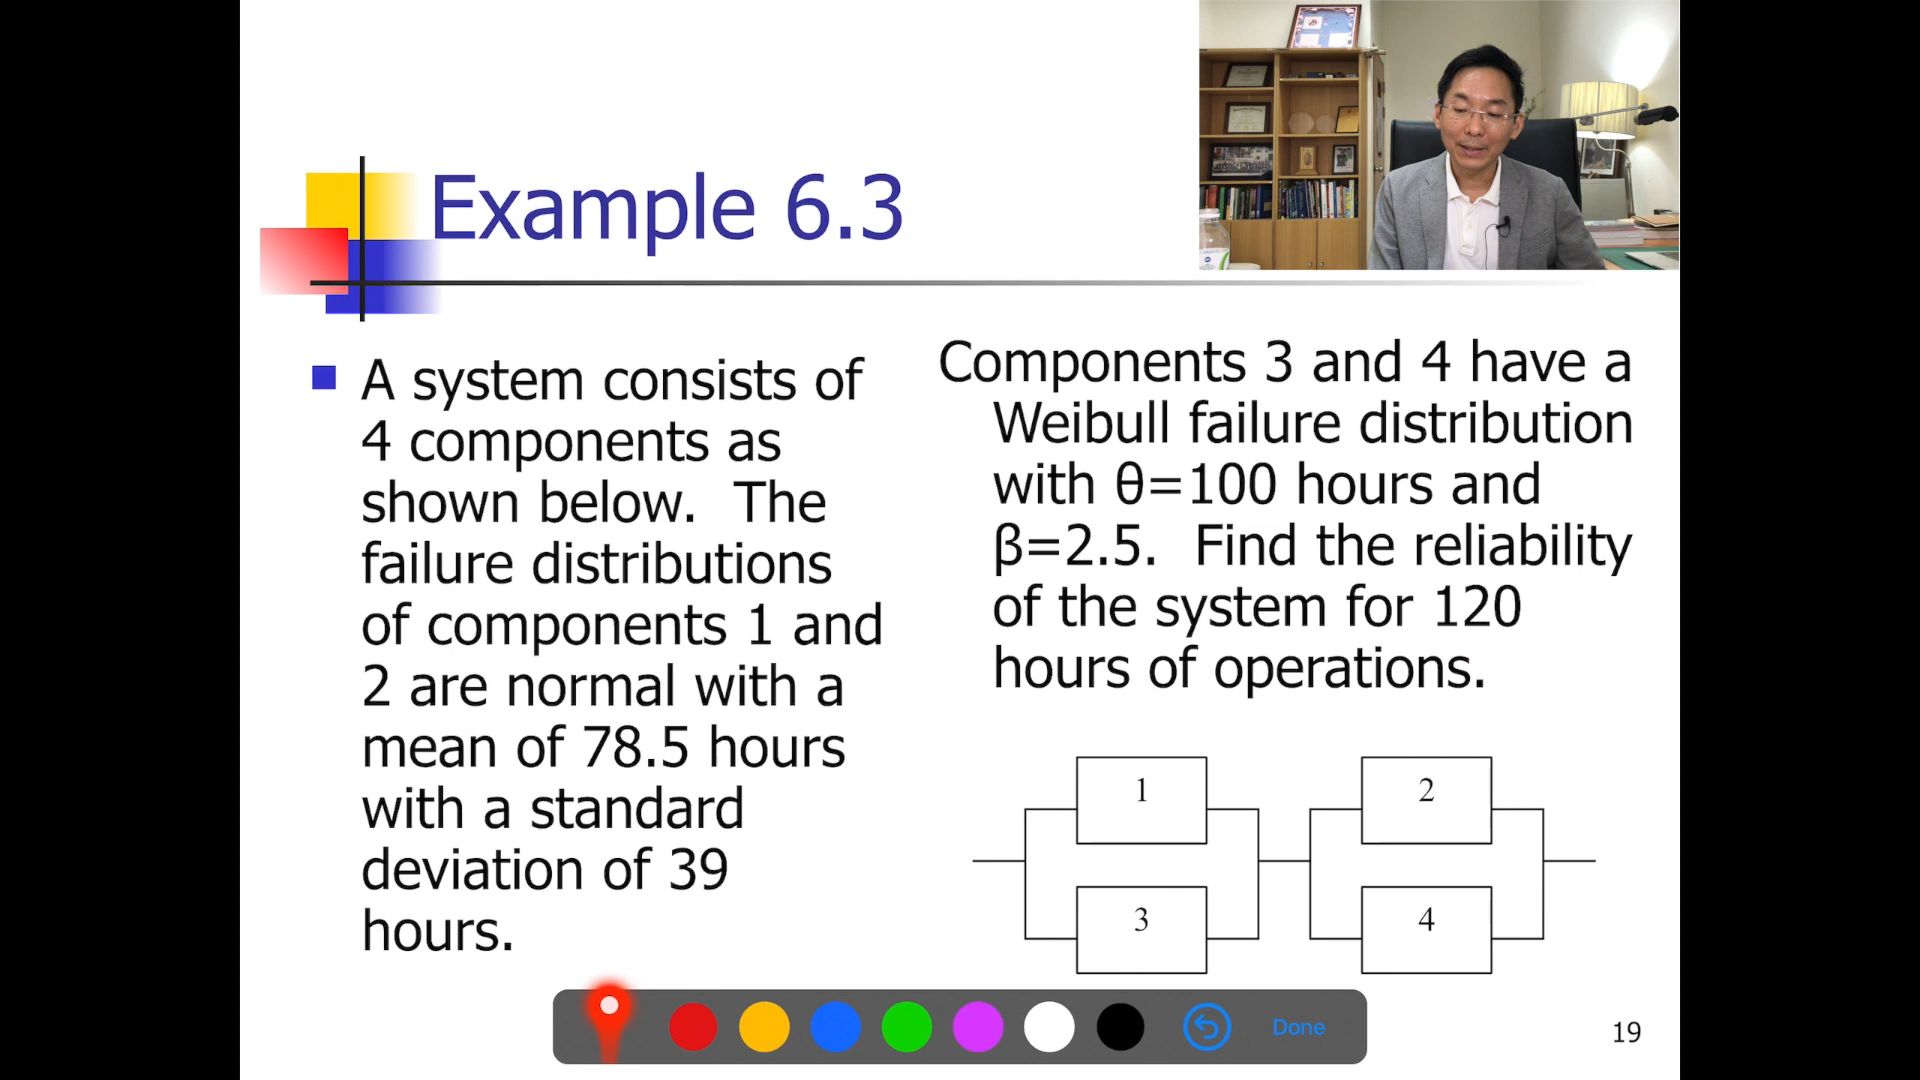 Example 6.3
A system consists of
4 components as
shown below. The
failure distributions
of components 1 and
2 are normal with a
mean of 78.5 hours
with a standard
deviation of 39
hours.
Components 3 and 4 have a
Weibull failure distribution
with θ=100 hours and
β=2.5. Find the reliability
of the system for 120
hours of operations.
1
2
3
4
Done
19